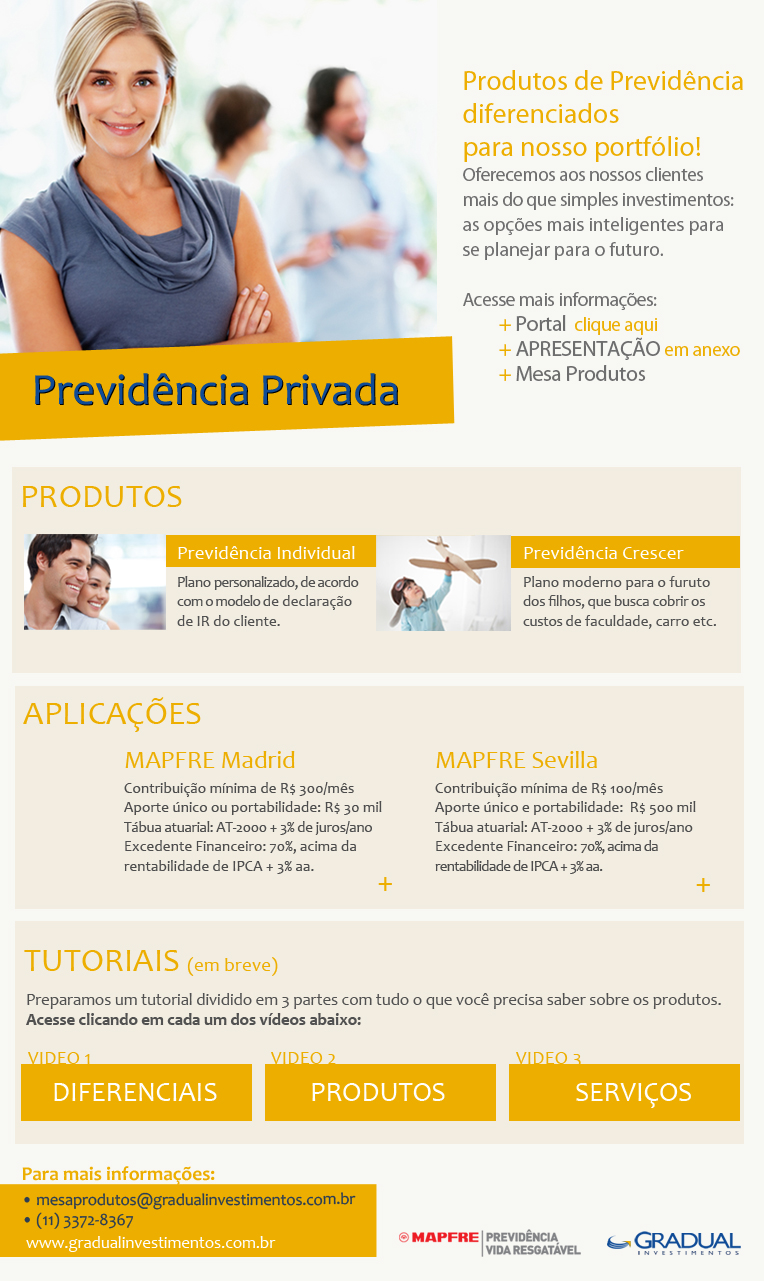 Produtos de Previdência
diferenciados
para nosso portfólio!
Oferecemos aos nossos clientes
mais do que simples investimentos:
as opções mais inteligentes para
se planejar para o futuro.
Acesse mais informações:
+ Portal clique aqui
+ APRESENTAÇÃO em anexo
+ Mesa Produtos
Previdência Privada
PRODUTOS
Previdência Individual
Plano personalizado, de acordo
com o modelo de declaração
de IR do cliente.
Previdência Crescer
Plano moderno para o furuto
dos filhos, que busca cobrir os
custos de faculdade, carro etc.
APLICAÇÕES
MAPFRE Madrid
Contribuição mínima de R$ 300/mês
Aporte único ou portabilidade: R$ 30 mil
Tábua atuarial: AT-2000 + 3% de juros/ano
Excedente Financeiro: 70%, acima da
rentabilidade de IPCA + 3% aa.
+
MAPFRE Sevilla
Contribuição mínima de R$ 100/mês
Aporte único e portabilidade: R$ 500 mil
Tábua atuarial: AT-2000 + 3% de juros/ano
Excedente Financeiro: 70%, acima da
rentabilidade de IPCA + 3% aa.
+
TUTORIAIS (em breve)
Preparamos um tutorial dividido em 3 partes com tudo o que você precisa saber sobre os produtos.
Acesse clicando em cada um dos vídeos abaixo:
VIDEO 1
DIFERENCIAIS
VIDEO 2
PRODUTOS
VIDEO 3
SERVIÇOS
Para mais informações:
• mesaprodutos@gradualinvestimentos.com.br
• (11) 3372-8367
www.gradualinvestimentos.com.br
MAPFRE PREVIDÊNCIA
VIDA RESGATÁVEL
GRADUAL
INVESTIMENTOS